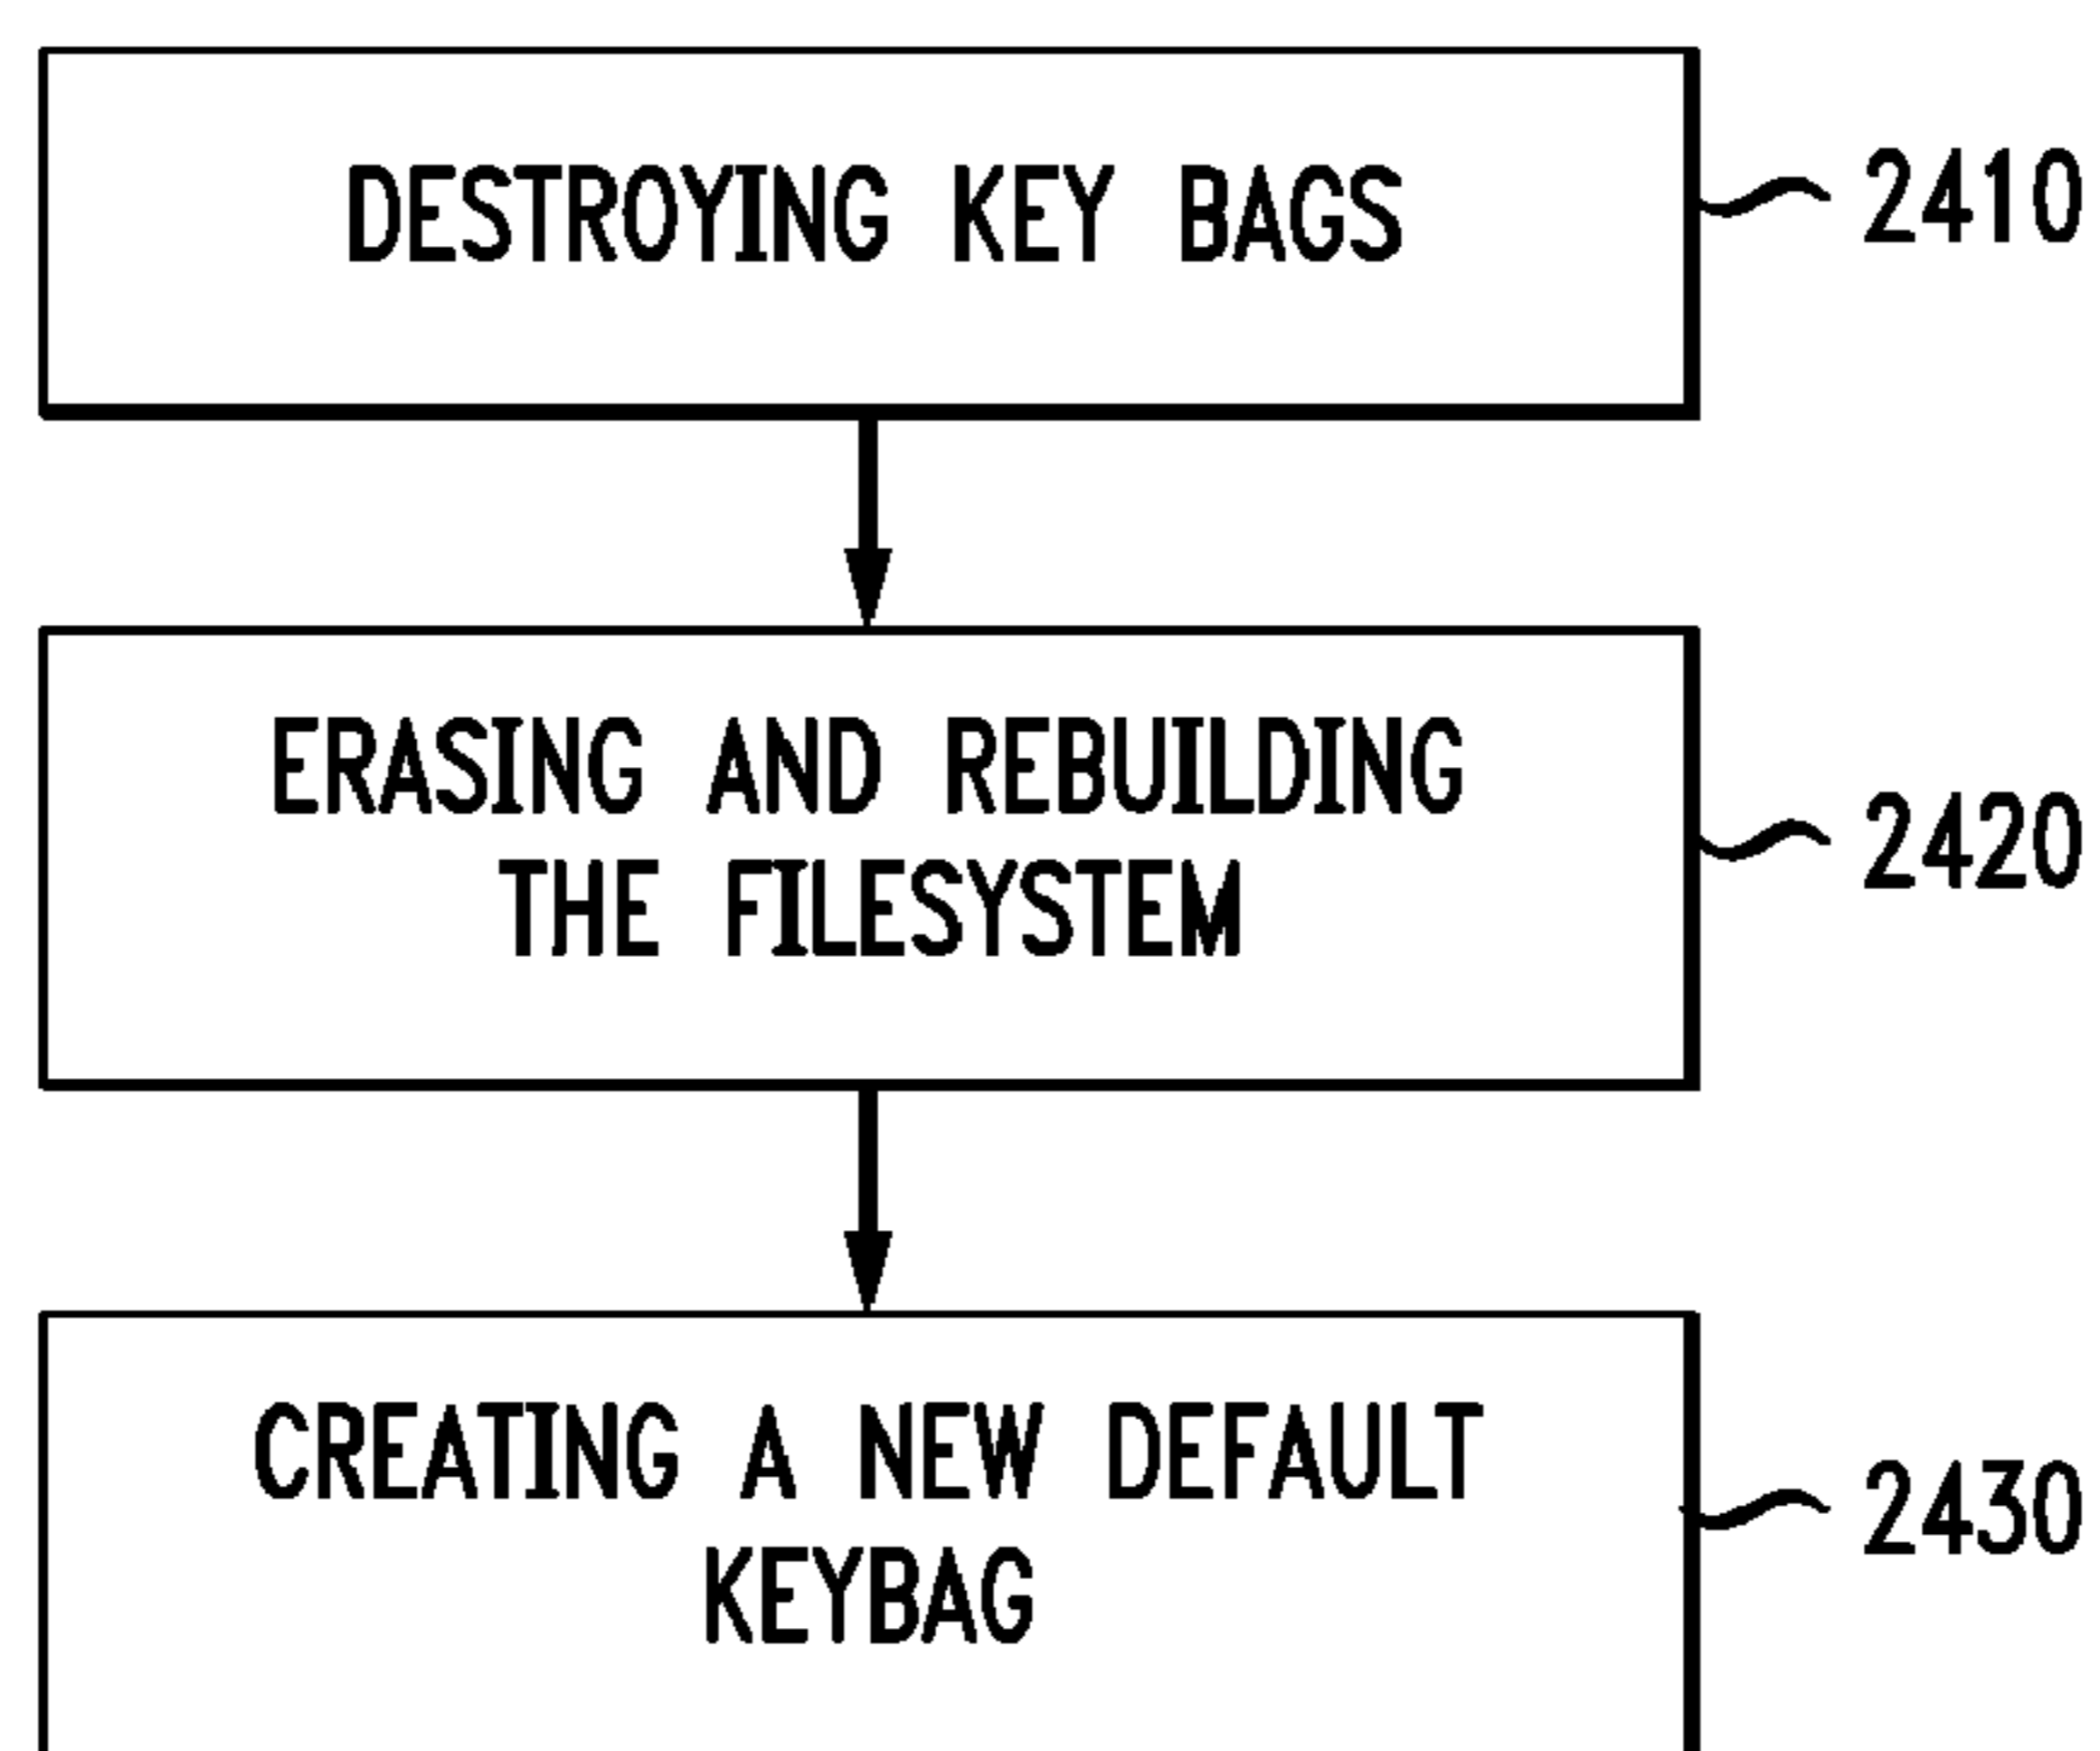 DESTROYING KEY BAGS
2410
ERASING AND REBUILDING
THE FILESYSTEM
2420
CREATING A NEW DEFAULT
KEYBAG
2430